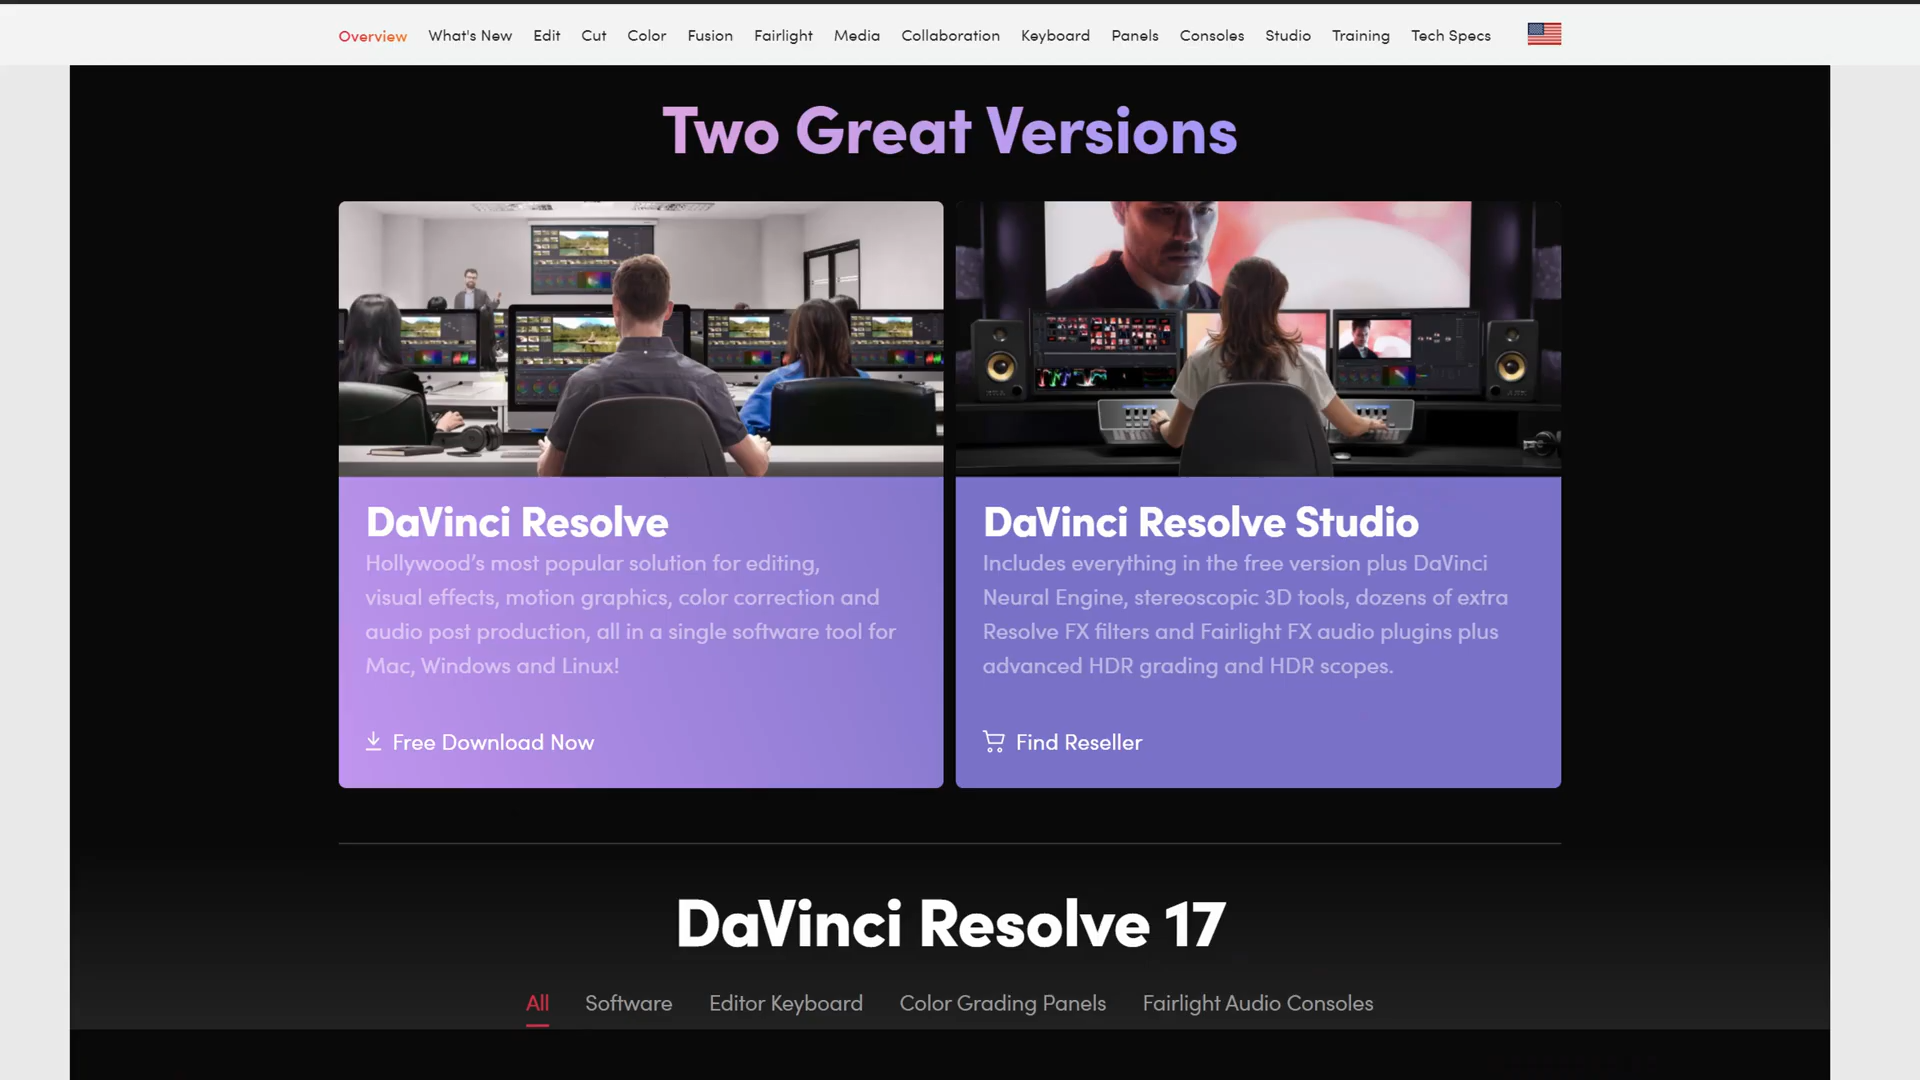 Overview What's New Edit Cut Color Fusion Fairlight Media Collaboration Keyboard Panels Consoles Studio Training Tech Specs
Two Great Versions
DaVinci Resolve
Hollywood’s most popular solution for editing,
visual effects, motion graphics, color correction and
audio post production, all in a single software tool for
Mac, Windows and Linux!
Free Download Now
DaVinci Resolve Studio
Includes everything in the free version plus DaVinci
Neural Engine, stereoscopic 3D tools, dozens of extra
Resolve FX filters and Fairlight FX audio plugins plus
advanced HDR grading and HDR scopes.
Find Reseller
DaVinci Resolve 17
All Software Editor Keyboard Color Grading Panels Fairlight Audio Consoles